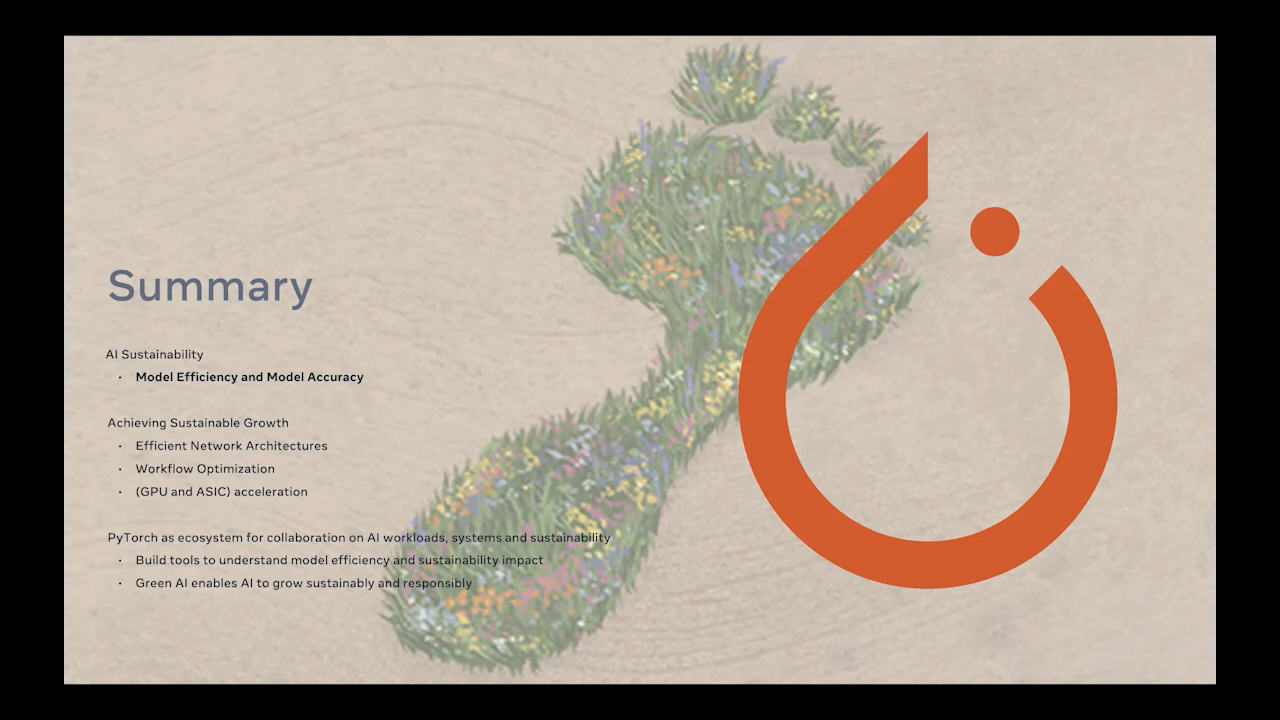 Summary
AI Sustainability
• Model Efficiency and Model Accuracy
Achieving Sustainable Growth
• Efficient Network Architectures
• Workflow Optimization
• (GPU and ASIC) acceleration
PyTorch as ecosystem for collaboration on AI workloads, systems and sustainability
• Build tools to understand model efficiency and sustainability impact
• Green AI enables AI to grow sustainably and responsibly